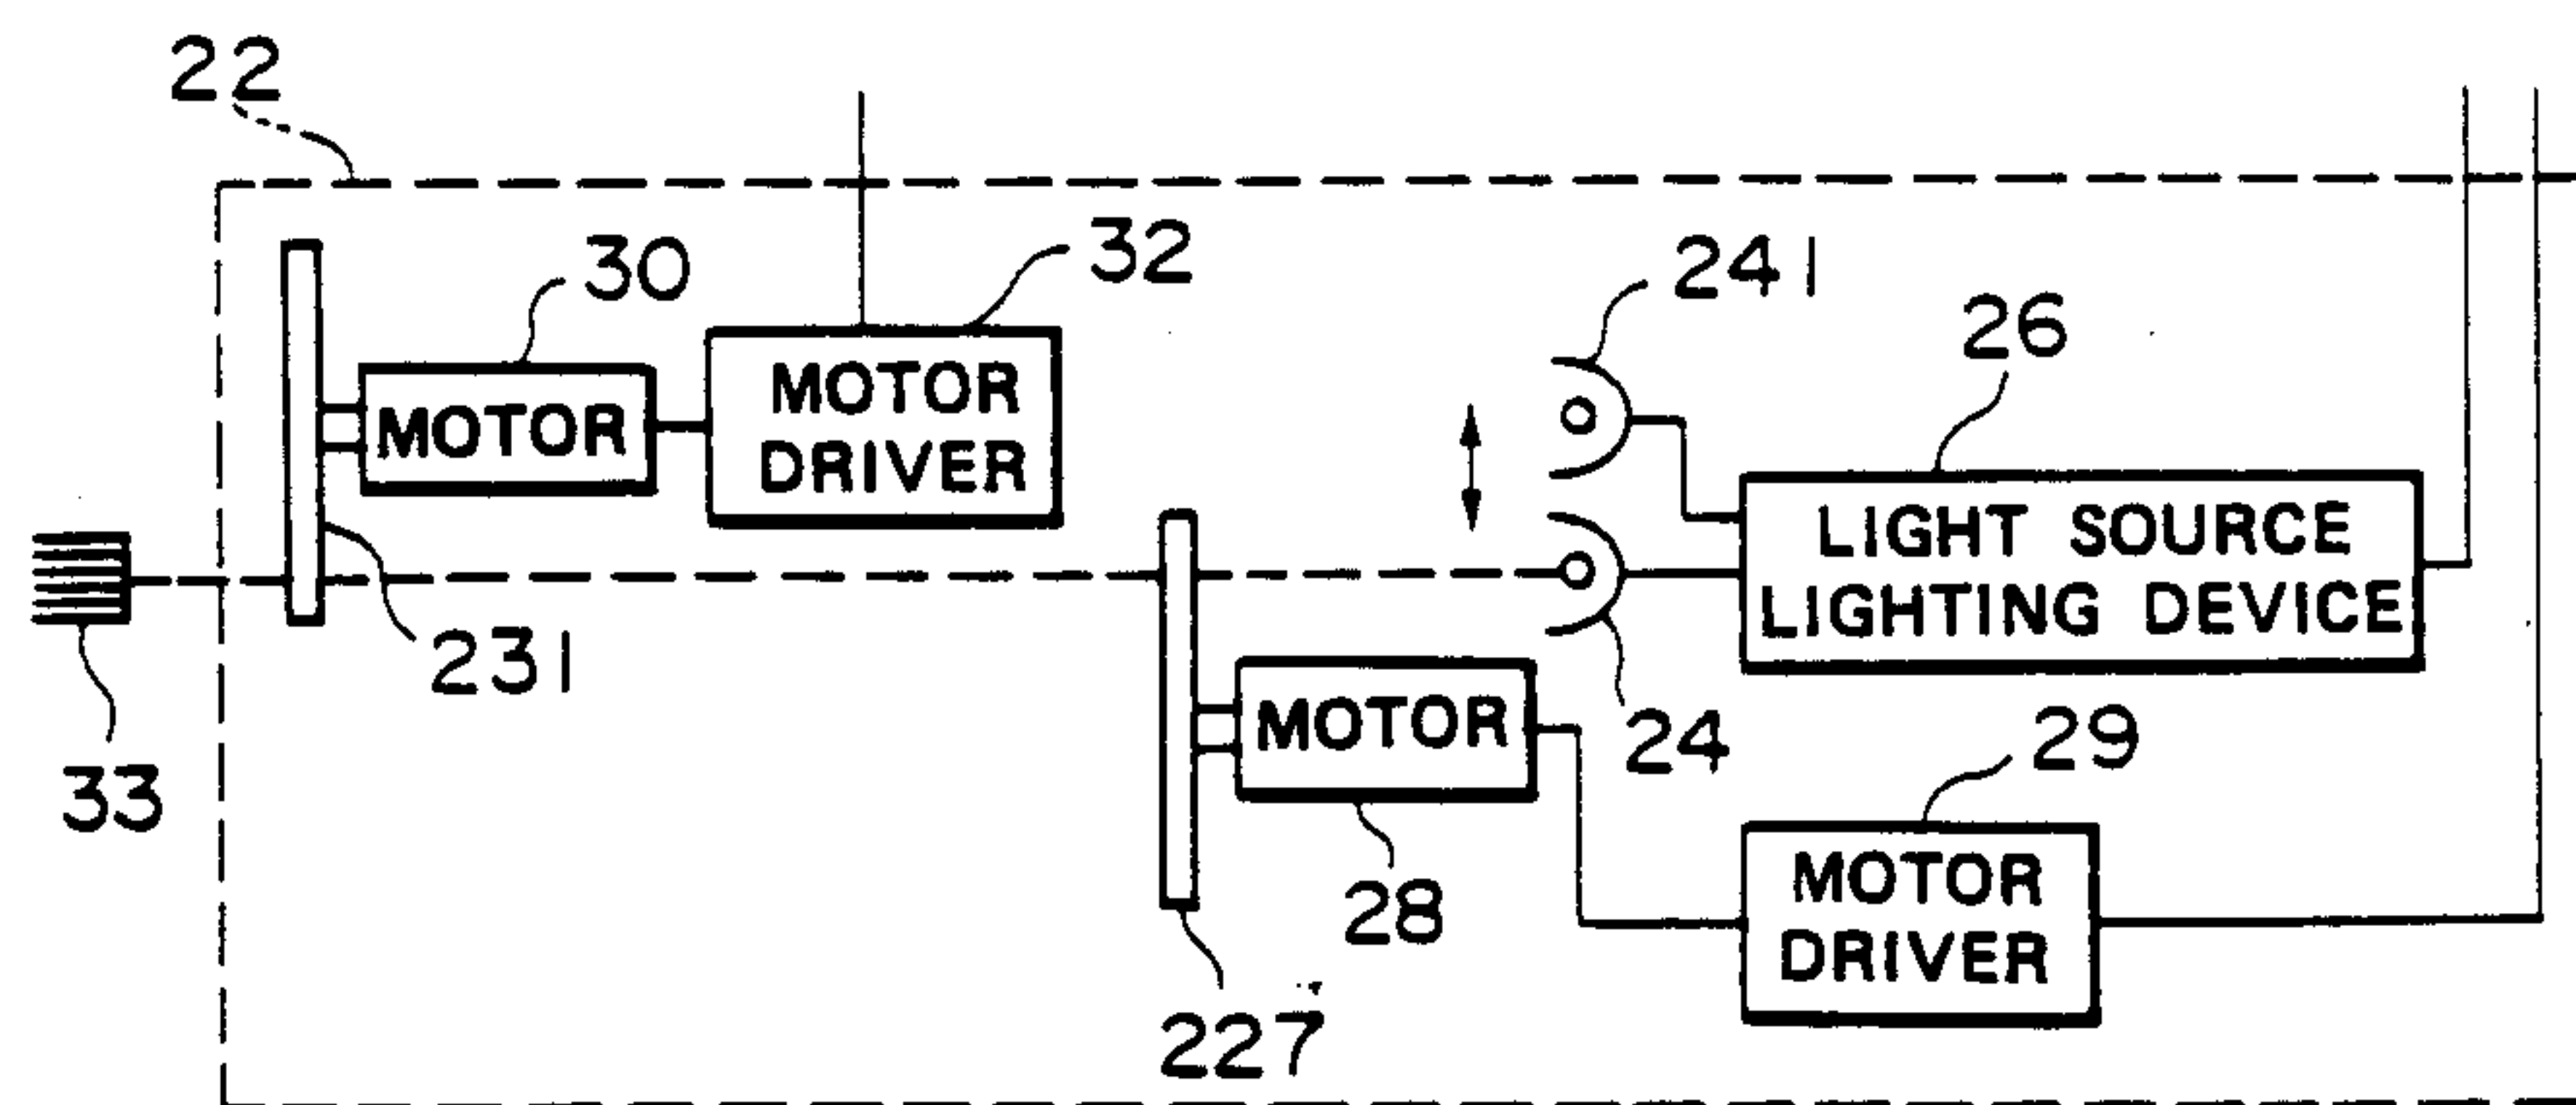 22
30
32
241
26
MOTOR
MOTOR
DRIVER
LIGHT SOURCE
LIGHTING DEVICE
231
33
24
29
MOTOR
28
MOTOR
DRIVER
227